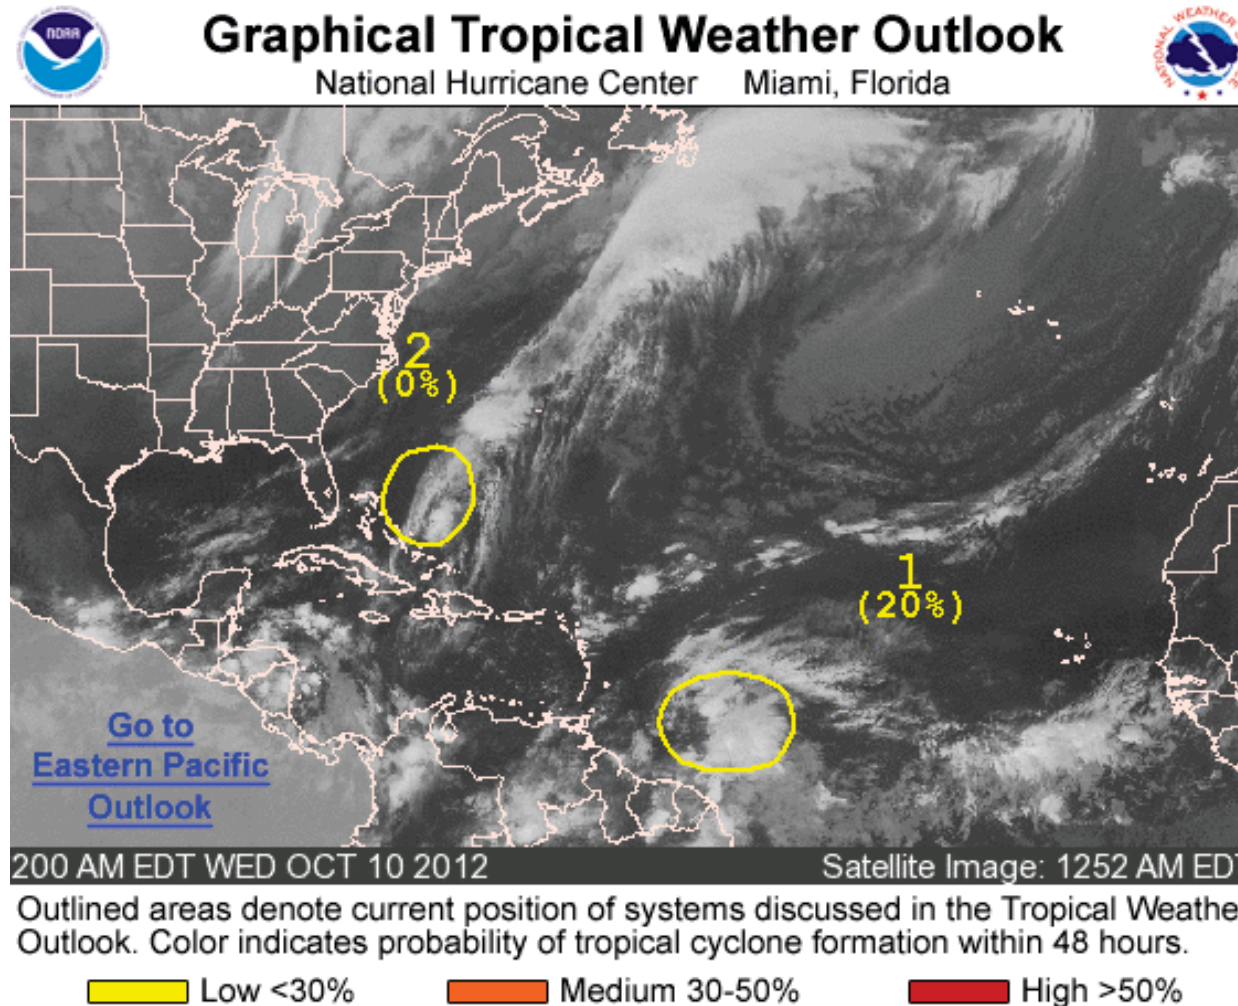 Graphical Tropical Weather Outlook
National Hurricane Center Miami, Florida
NOAA
NATIONAL WEATHER
2
(0%)
1
(20%)
Go to
Eastern Pacific
Outlook
200 AM EDT WED OCT 10 2012
Satellite Image: 1252 AM EDT
Outlined areas denote current position of systems discussed in the Tropical Weathe
Outlook. Color indicates probability of tropical cyclone formation within 48 hours.
Low <30%
Medium 30-50%
High >50%